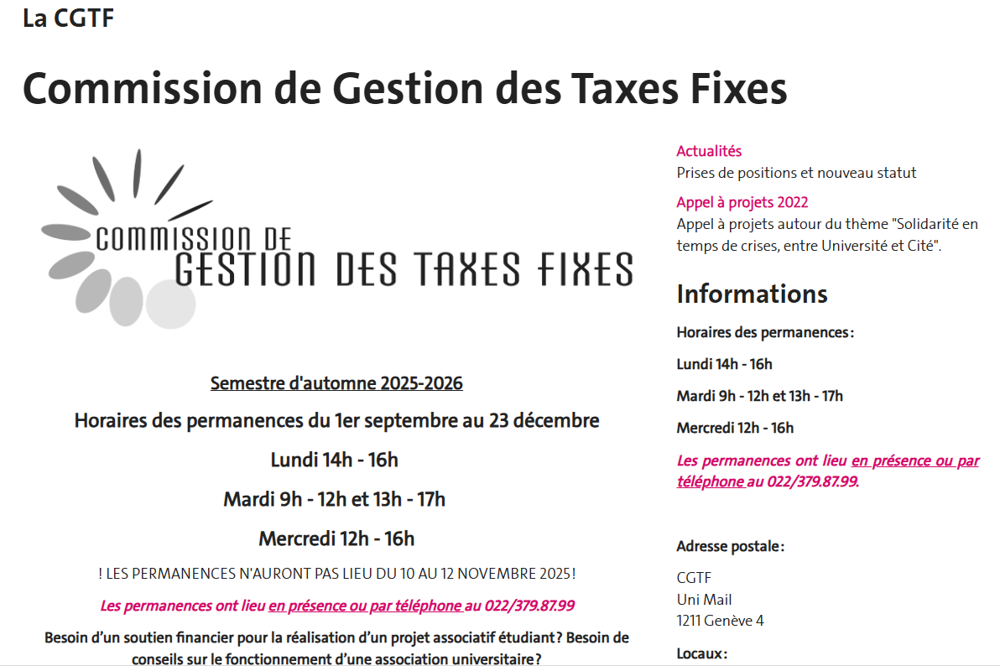 La CGTF
Commission de Gestion des Taxes Fixes
COMMISSION DE
GESTION DES TAXES FIXES
Semestre d'automne 2025-2026
Horaires des permanences du 1er septembre au 23 décembre
Lundi 14h - 16h
Mardi 9h - 12h et 13h - 17h
Mercredi 12h - 16h
! LES PERMANENCES N'AURONT PAS LIEU DU 10 AU 12 NOVEMBRE 2025!
Les permanences ont lieu en présence ou par téléphone au 022/379.87.99
Besoin d’un soutien financier pour la réalisation d’un projet associatif étudiant? Besoin de
conseils sur le fonctionnement d’une association universitaire?
Actualités
Prises de positions et nouveau statut
Appel à projets 2022
Appel à projets autour du thème "Solidarité en
temps de crises, entre Université et Cité".
Informations
Horaires des permanences:
Lundi 14h - 16h
Mardi 9h - 12h et 13h - 17h
Mercredi 12h - 16h
Les permanences ont lieu en présence ou par
téléphone au 022/379.87.99.
Adresse postale:
CGTF
Uni Mail
1211 Genève 4
Locaux: